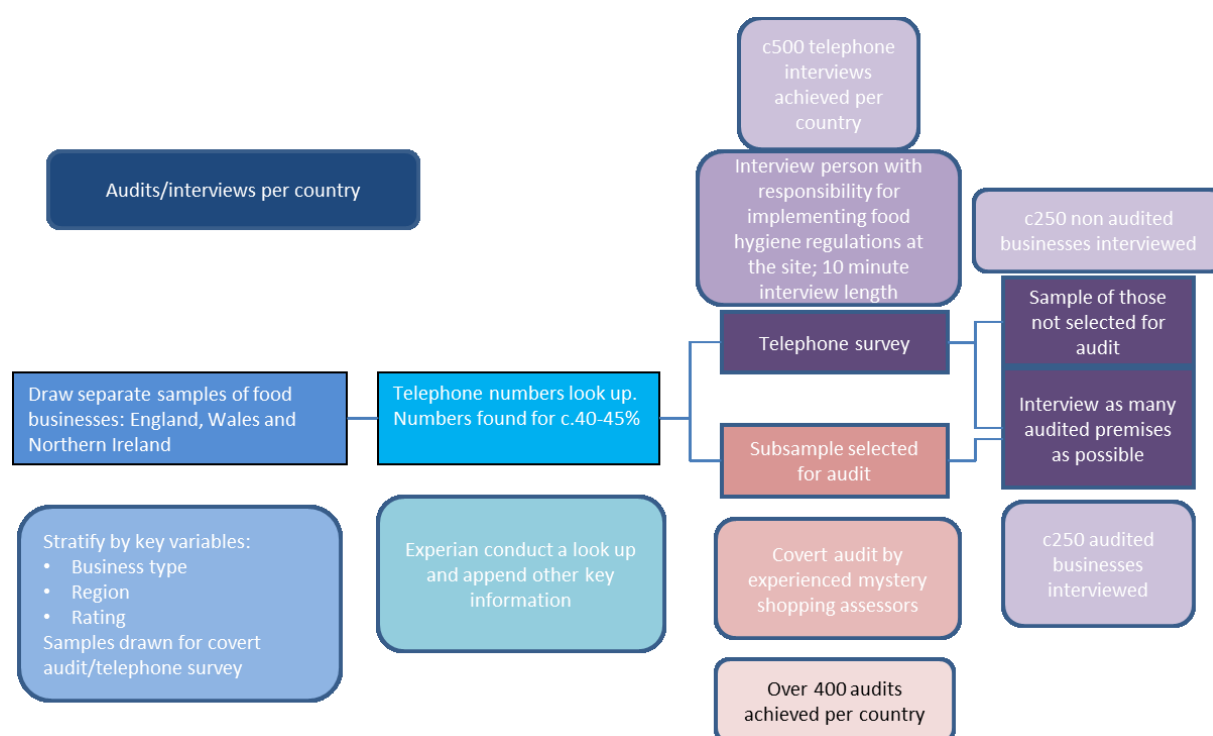 c500 telephone
interviews
achieved per
country
Audits/interviews per country
Interview person with
responsibility for
implementing food
hygiene regulations at
the site; 10 minute
interview length
c250 non audited
businesses interviewed
Draw separate samples of food
businesses: England, Wales and
Northern Ireland
Telephone numbers look up.
Numbers found for c.40-45%
Telephone survey
Sample of those
not selected for
audit
Subsample selected
for audit
Interview as many
audited premises
as possible
Stratify by key variables:
• Business type
• Region
• Rating
Samples drawn for covert
audit/telephone survey
Experian conduct a look up
and append other key
information
Covert audit by
experienced mystery
shopping assessors
c250 audited
businesses
interviewed
Over 400 audits
achieved per country